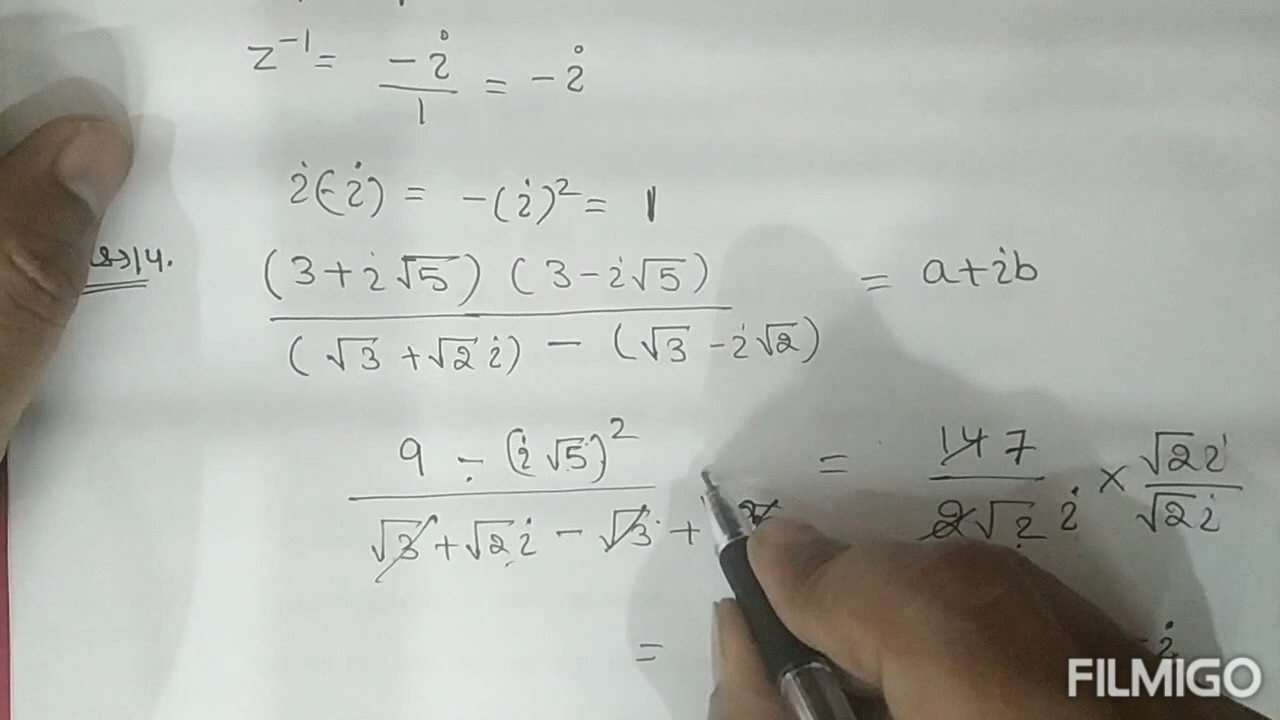 z⁻¹ = -i/1 = -i
i(-i) = -(i)² = 1
14. (3+i√5) (3-i√5) / (√3 + √2 i) - (√3 - i√2) = a+ib
9 - (i√5)² / √3 + √2 i - √3 + = 14 7 / 2√2 i × √2 i / √2 i
=
FILMIGO